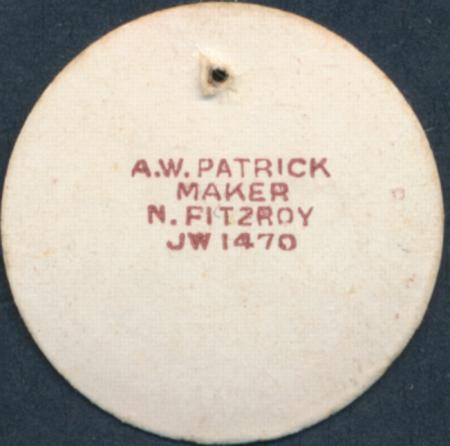 A.W. PATRICK
MAKER
N. FITZROY
JW 1470